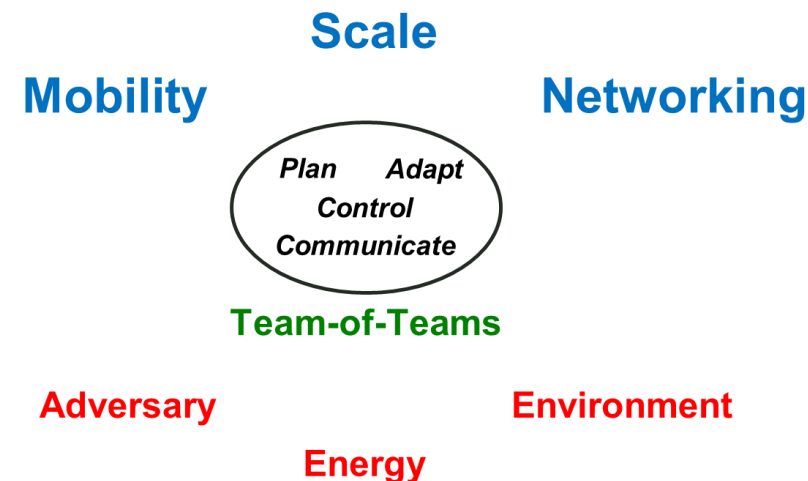 Scale
Mobility Networking
Plan Adapt
Control
Communicate
Team-of-Teams
Adversary Environment
Energy